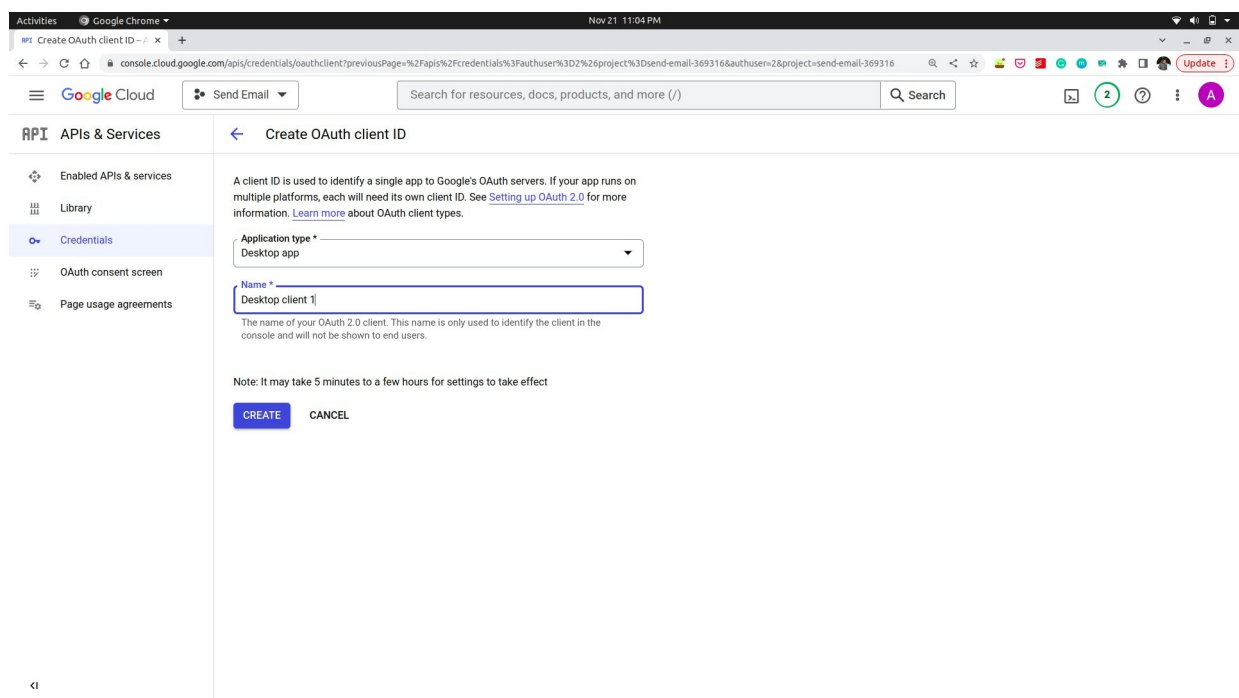 Activities Google Chrome Nov 21 11:04 PM
API Create OAuth client ID – A
console.cloud.google.com/apis/credentials/oauthclient?previousPage=%2Fapis%2Fcredentials%3Fauthuser%3D2%26project%3Dsend-email-369316&authuser=2&project=send-email-369316 Update
Google Cloud Send Email Search for resources, docs, products, and more (/) Search 2 A
API APIs & Services
Enabled APIs & services
Library
Credentials
OAuth consent screen
Page usage agreements
Create OAuth client ID
A client ID is used to identify a single app to Google's OAuth servers. If your app runs on
multiple platforms, each will need its own client ID. See Setting up OAuth 2.0 for more
information. Learn more about OAuth client types.
Application type *
Desktop app
Name *
Desktop client 1
The name of your OAuth 2.0 client. This name is only used to identify the client in the
console and will not be shown to end users.
Note: It may take 5 minutes to a few hours for settings to take effect
CREATE CANCEL